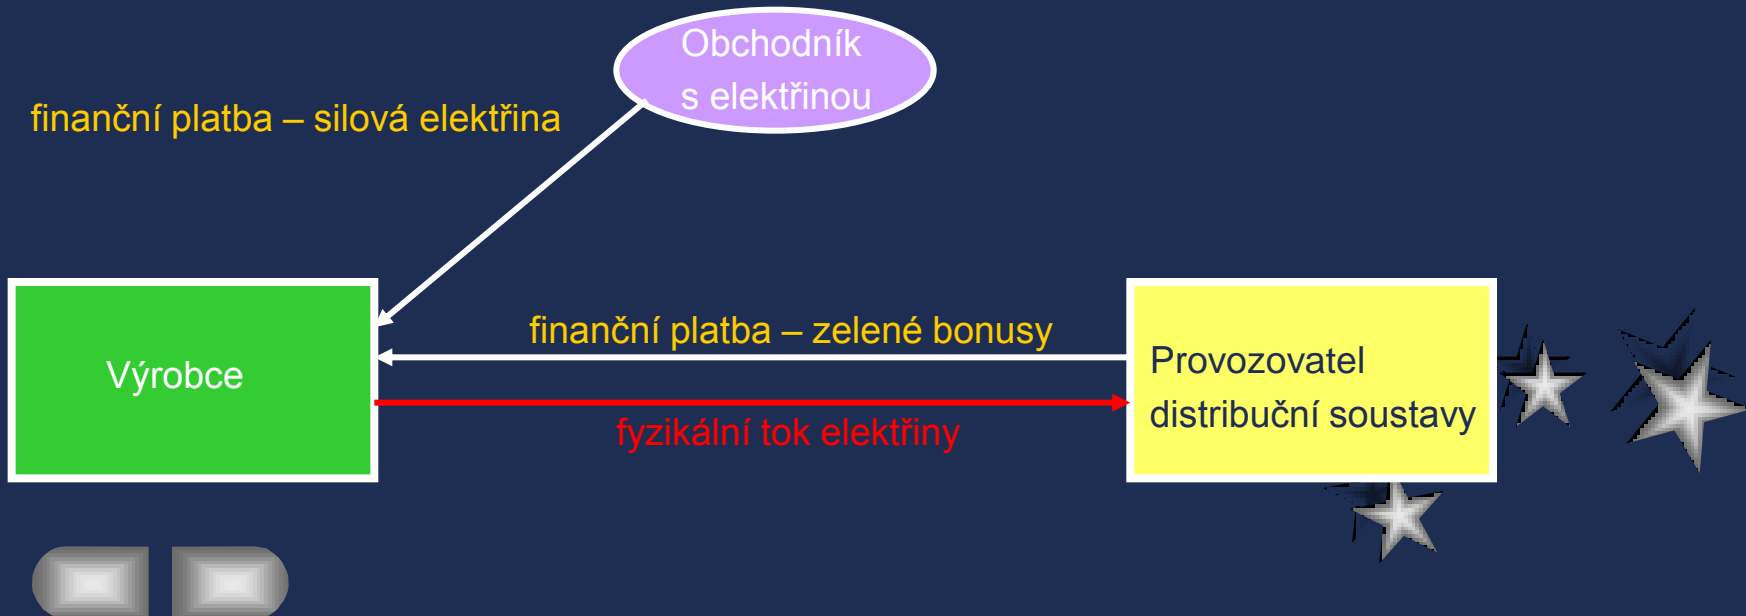 Obchodník
s elektřinou
finanční platba – silová elektřina
finanční platba – zelené bonusy
Výrobce
Provozovatel
distribuční soustavy
fyzikální tok elektřiny